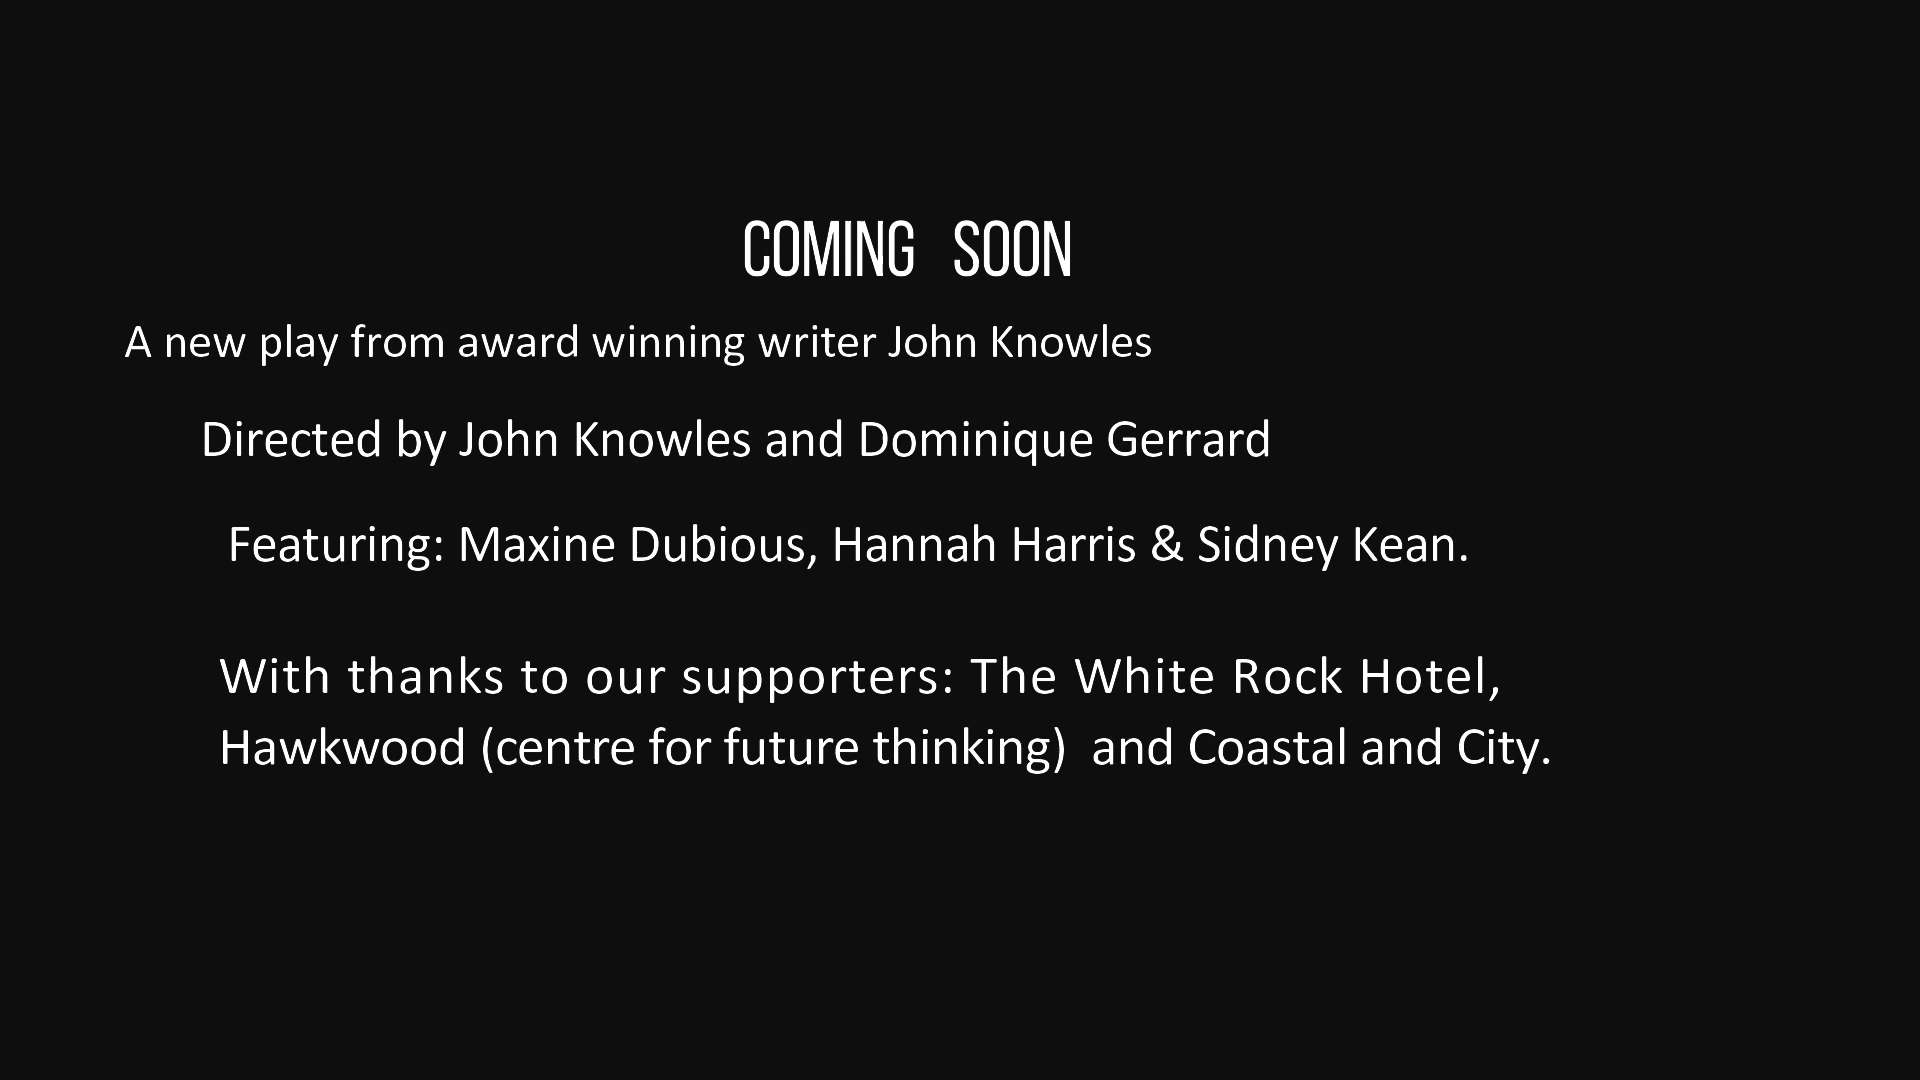 COMING SOON
A new play from award winning writer John Knowles
Directed by John Knowles and Dominique Gerrard
Featuring: Maxine Dubious, Hannah Harris & Sidney Kean.
With thanks to our supporters: The White Rock Hotel,
Hawkwood (centre for future thinking)  and Coastal and City.